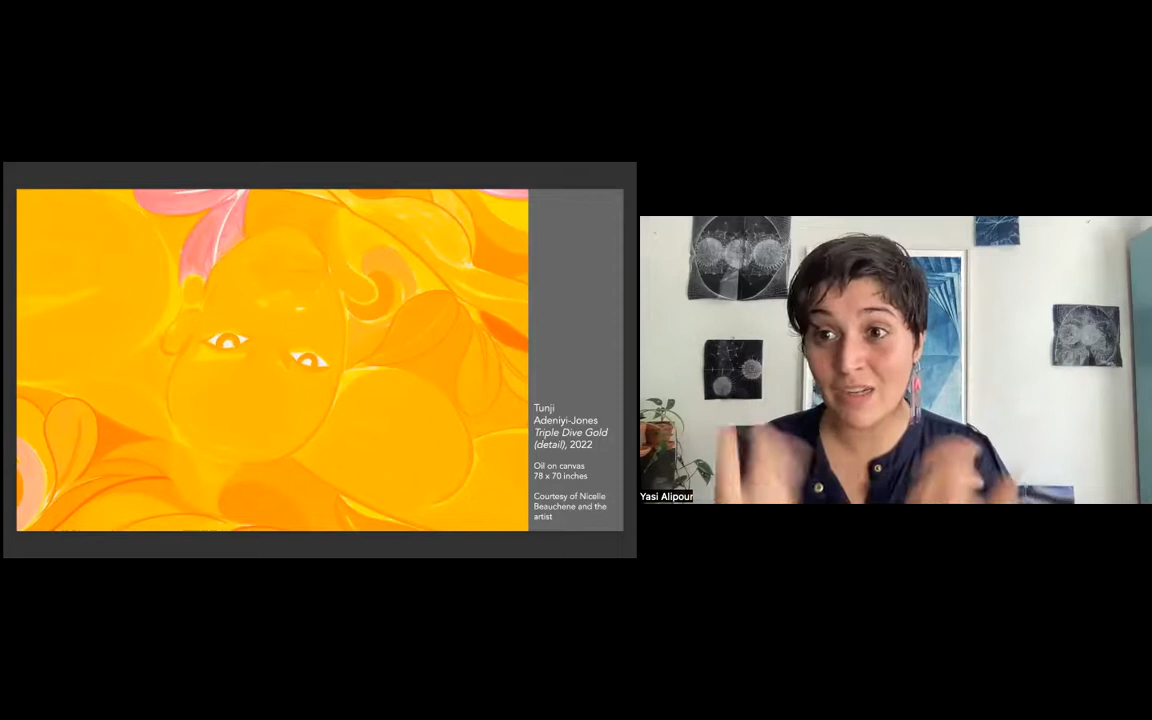 Tunji
Adeniyi-Jones
Triple Dive Gold
(detail), 2022
Oil on canvas
78 x 70 inches
Courtesy of Nicelle
Beauchene and the
artist
Yasi Alipour